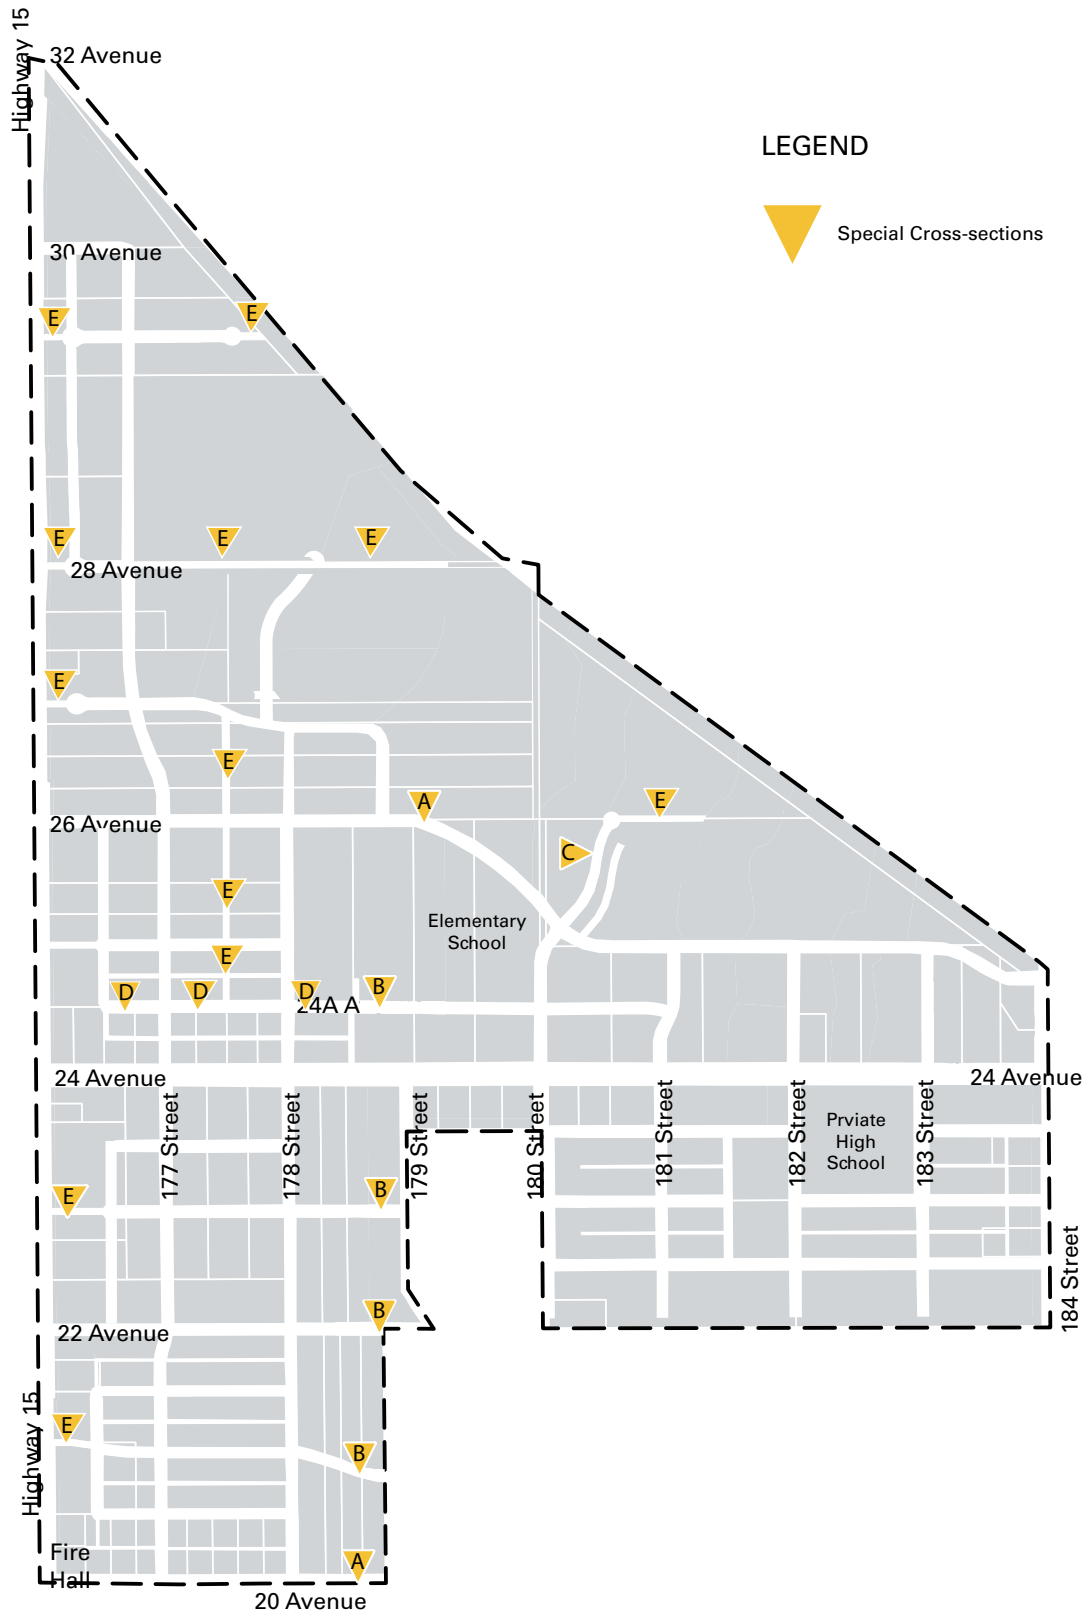 Highway 15
32 Avenue
LEGEND
Special Cross-sections
30 Avenue
E
E
E
E
E
28 Avenue
E
E
A
E
26 Avenue
C
E
Elementary
School
E
D
D
D
B
24A A
24 Avenue
24 Avenue
177 Street
178 Street
179 Street
180 Street
181 Street
182 Street
183 Street
Prviate
High
School
E
B
184 Street
B
22 Avenue
Highway 15
E
B
Fire
Hall
A
20 Avenue